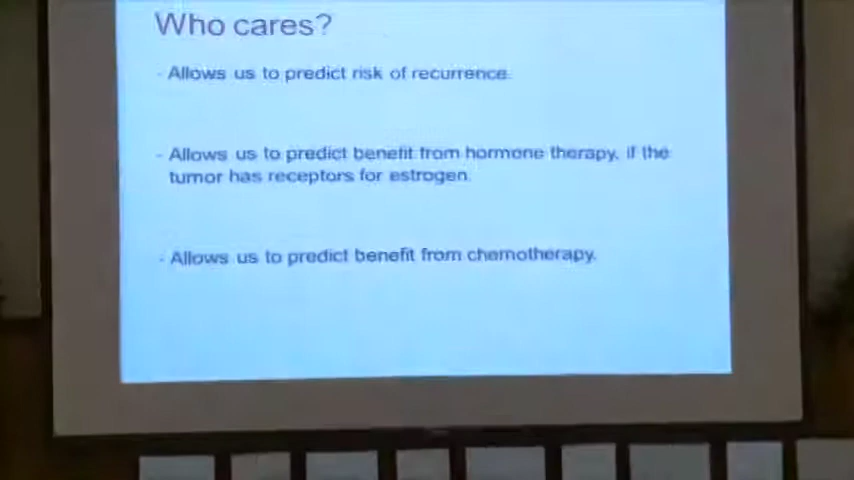 Who cares?
- Allows us to predict risk of recurrence.
- Allows us to predict benefit from hormone therapy, if the
tumor has receptors for estrogen.
- Allows us to predict benefit from chemotherapy.